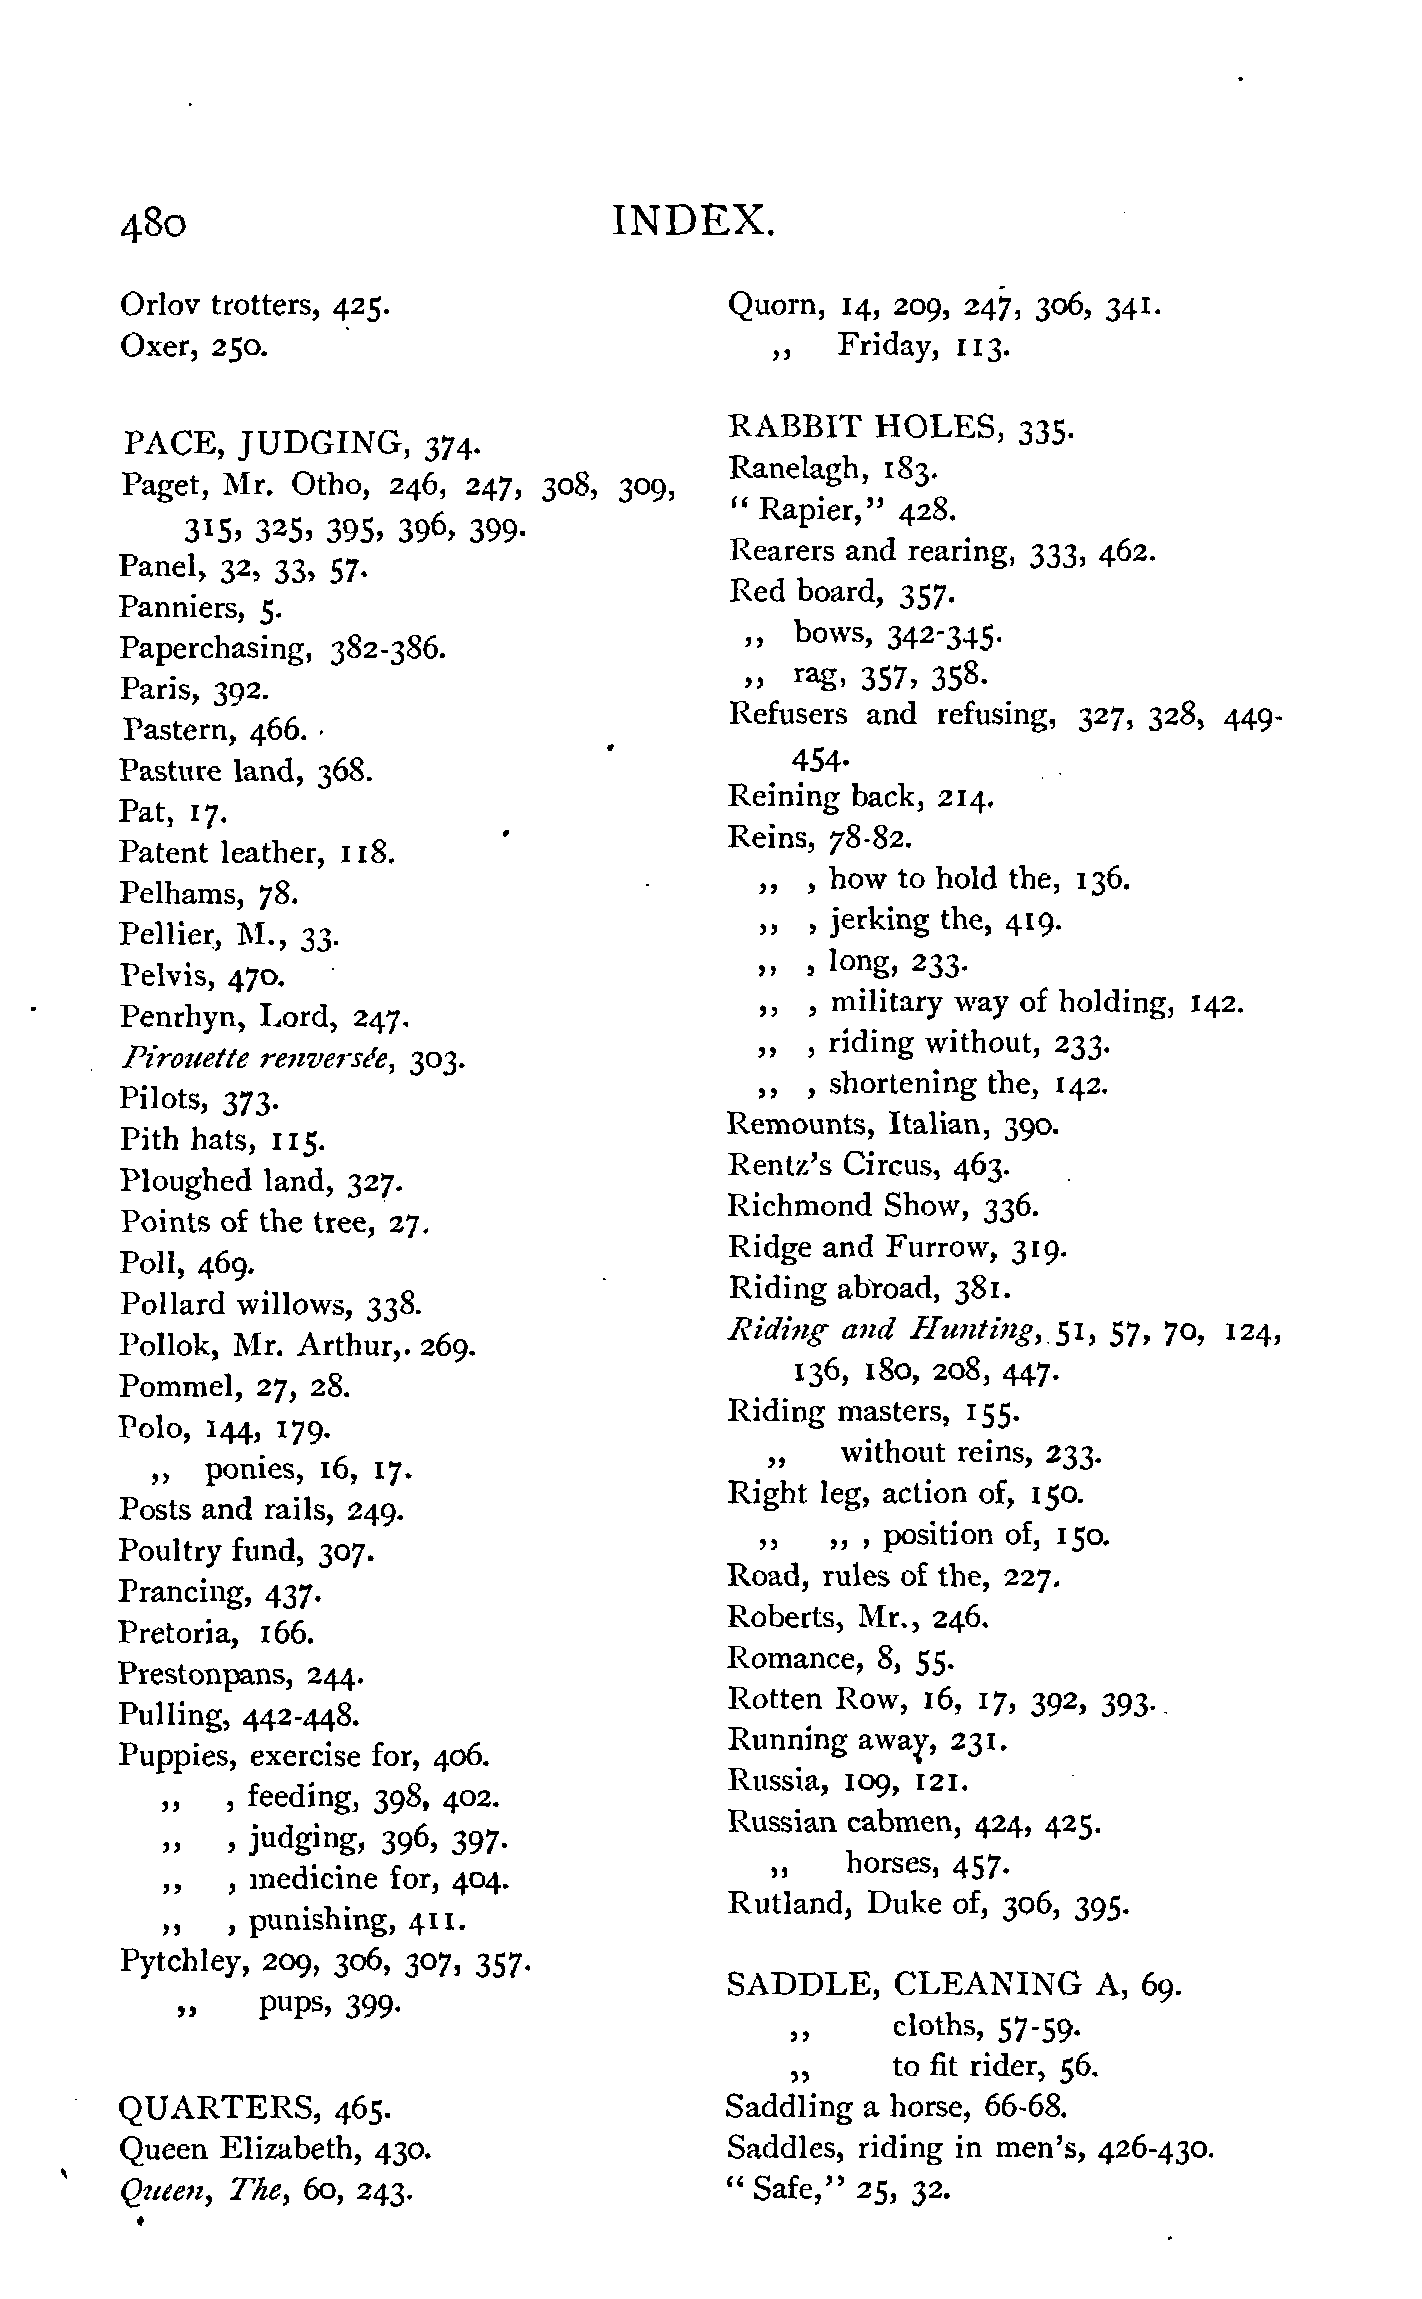 480
INDEX.
Orlov trotters, 425.
Oxer, 250.
PACE, JUDGING, 374.
Paget, Mr. Otho, 246, 247, 308, 309,
315, 325, 395, 396, 399.
Panel, 32, 33, 57.
Panniers, 5.
Paperchasing, 382-386.
Paris, 392.
Pastern, 466.
Pasture land, 368.
Pat, 17.
Patent leather, 118.
Pelhams, 78.
Pellier, M., 33.
Pelvis, 470.
Penrhyn, Lord, 247.
Pirouette renversée, 303.
Pilots, 373.
Pith hats, 115.
Ploughed land, 327.
Points of the tree, 27.
Poll, 469.
Pollard willows, 338.
Pollok, Mr. Arthur, 269.
Pommel, 27, 28.
Polo, 144, 179.
,, ponies, 16, 17.
Posts and rails, 249.
Poultry fund, 307.
Prancing, 437.
Pretoria, 166.
Prestonpans, 244.
Pulling, 442-448.
Puppies, exercise for, 406.
,, , feeding, 398, 402.
,, , judging, 396, 397.
,, , medicine for, 404.
,, , punishing, 411.
Pytchley, 209, 306, 307, 357.
,, pups, 399.
QUARTERS, 465.
Queen Elizabeth, 430.
Queen, The, 60, 243.
Quorn, 14, 209, 247, 306, 341.
,, Friday, 113.
RABBIT HOLES, 335.
Ranelagh, 183.
“ Rapier,” 428.
Rearers and rearing, 333, 462.
Red board, 357.
,, bows, 342-345.
,, rag, 357, 358.
Refusers and refusing, 327, 328, 449-
454.
Reining back, 214.
Reins, 78-82.
,, , how to hold the, 136.
,, , jerking the, 419.
,, , long, 233.
,, , military way of holding, 142.
,, , riding without, 233.
,, , shortening the, 142.
Remounts, Italian, 390.
Rentz’s Circus, 463.
Richmond Show, 336.
Ridge and Furrow, 319.
Riding abroad, 381.
Riding and Hunting, 51, 57, 70, 124,
136, 180, 208, 447.
Riding masters, 155.
,, without reins, 233.
Right leg, action of, 150.
,, ,, , position of, 150.
Road, rules of the, 227.
Roberts, Mr., 246.
Romance, 8, 55.
Rotten Row, 16, 17, 392, 393.
Running away, 231.
Russia, 109, 121.
Russian cabmen, 424, 425.
,, horses, 457.
Rutland, Duke of, 306, 395.
SADDLE, CLEANING A, 69.
,, cloths, 57-59.
,, to fit rider, 56.
Saddling a horse, 66-68.
Saddles, riding in men’s, 426-430.
“ Safe,” 25, 32.